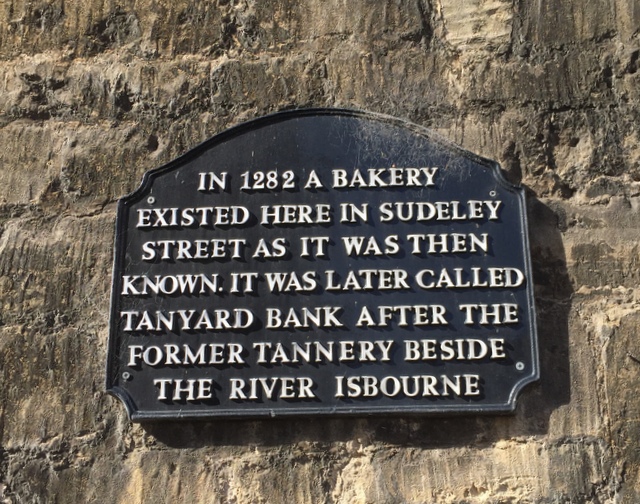 IN 1282 A BAKERY
EXISTED HERE IN SUDELEY
STREET AS IT WAS THEN
KNOWN. IT WAS LATER CALLED
TANYARD BANK AFTER THE
FORMER TANNERY BESIDE
THE RIVER ISBOURNE